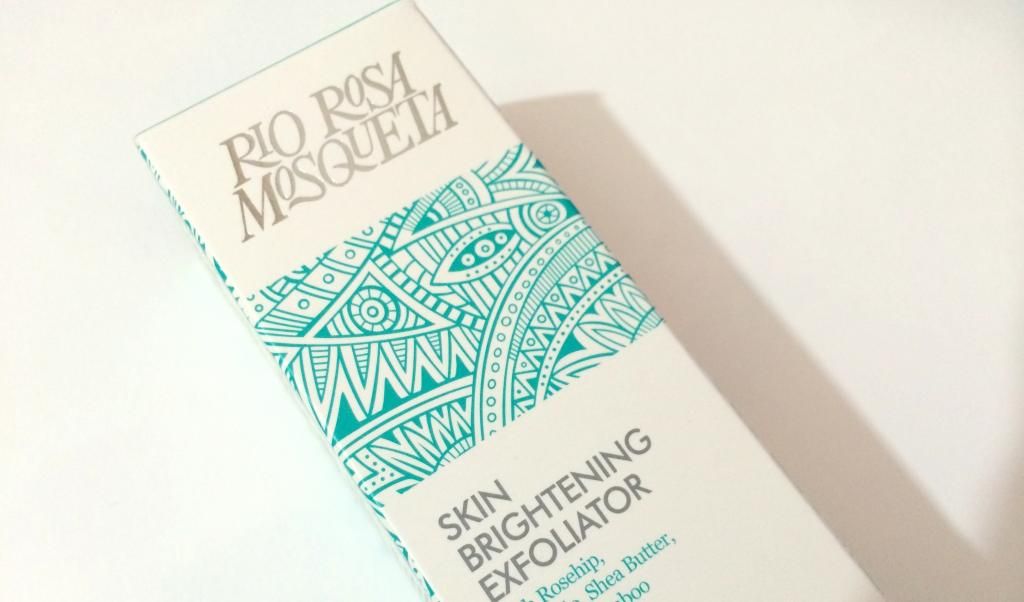 RIO ROSA
MOSQUETA
SKIN
BRIGHTENING
EXFOLIATOR
Rosehip,
Shea Butter,